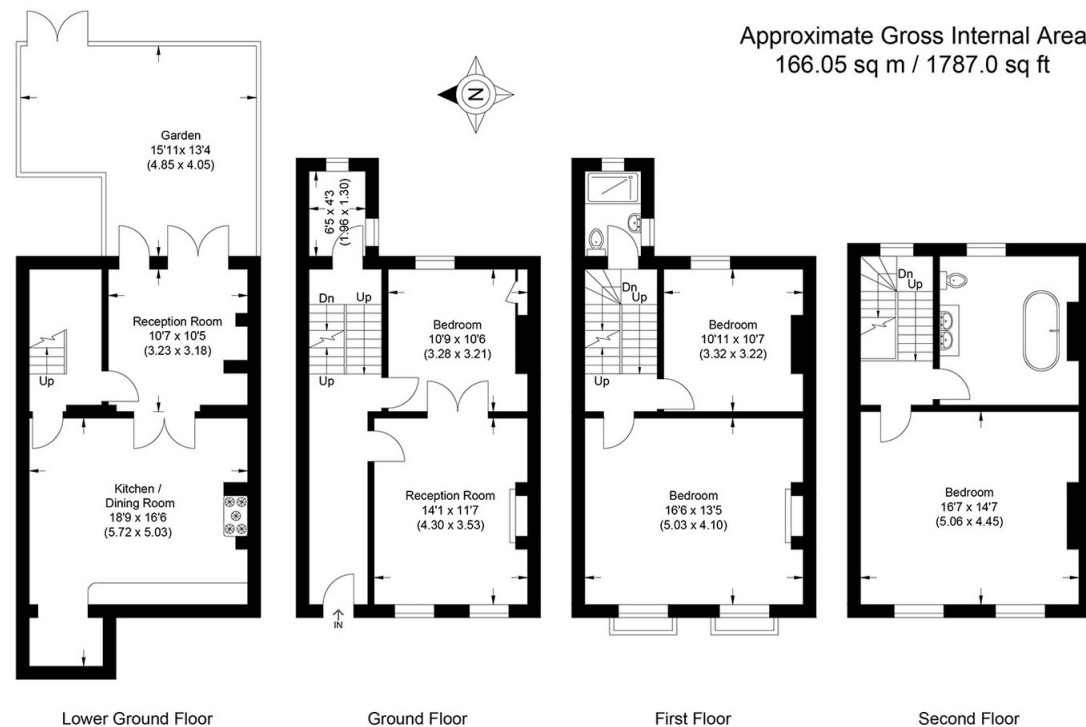 Approximate Gross Internal Area
166.05 sq m / 1787.0 sq ft
N
Garden
15'11x 13'4
(4.85 x 4.05)
Reception Room
10'7 x 10'5
(3.23 x 3.18)
Up
Kitchen /
Dining Room
18'9 x 16'6
(5.72 x 5.03)
Lower Ground Floor
6'5 x 4'3
(1.96 x 1.30)
Dn
Up
Up
Bedroom
10'9 x 10'6
(3.28 x 3.21)
Reception Room
14'1 x 11'7
(4.30 x 3.53)
IN
Ground Floor
Dn
Up
Up
Bedroom
10'11 x 10'7
(3.32 x 3.22)
Bedroom
16'6 x 13'5
(5.03 x 4.10)
First Floor
Dn
Up
Bedroom
16'7 x 14'7
(5.06 x 4.45)
Second Floor